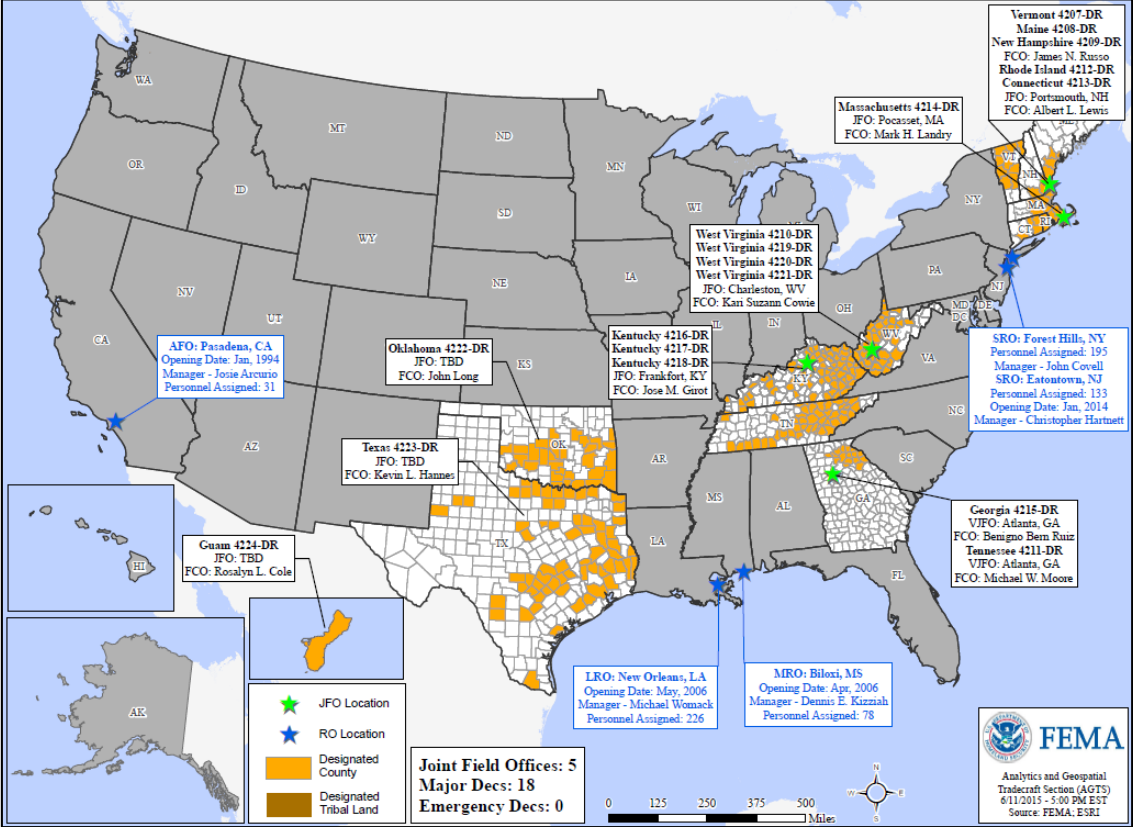 Vermont 4207-DR
Maine 4208-DR
New Hampshire 4209-DR
FCO: James N. Russo
Rhode Island 4212-DR
Connecticut 4213-DR
JFO: Portsmouth, NH
FCO: Albert L. Lewis
Massachusetts 4214-DR
JFO: Pocasset, MA
FCO: Mark H. Landry
West Virginia 4210-DR
West Virginia 4219-DR
West Virginia 4220-DR
West Virginia 4221-DR
JFO: Charleston, WV
FCO: Kari Suzann Cowie
Kentucky 4216-DR
Kentucky 4217-DR
Kentucky 4218-DR
JFO: Frankfort, KY
FCO: Jose M. Girot
Oklahoma 4222-DR
JFO: TBD
FCO: John Long
AFO: Pasadena, CA
Opening Date: Jan, 1994
Manager - Josie Arcurio
Personnel Assigned: 31
SRO: Forest Hills, NY
Personnel Assigned: 195
Manager - John Covell
SRO: Eatontown, NJ
Personnel Assigned: 133
Opening Date: Jan, 2014
Manager - Christopher Hartnett
Texas 4223-DR
JFO: TBD
FCO: Kevin L. Hannes
Georgia 4215-DR
VJFO: Atlanta, GA
FCO: Benigno Bern Ruiz
Tennessee 4211-DR
VJFO: Atlanta, GA
FCO: Michael W. Moore
Guam 4224-DR
JFO: TBD
FCO: Rosalyn L. Cole
LRO: New Orleans, LA
Opening Date: May, 2006
Manager - Michael Womack
Personnel Assigned: 226
MRO: Biloxi, MS
Opening Date: Apr, 2006
Manager - Dennis E. Kizziah
Personnel Assigned: 78
WA
MT
ND
MN
OR
ID
SD
WI
WY
NE
IA
NV
UT
CA
KS
AZ
OK
TX
AR
LA
MS
AL
GA
FL
SC
NC
TN
KY
VA
WV
OH
IN
IL
PA
NY
NJ
MD
DE
DC
VT
NH
ME
MA
CT
RI
HI
AK
JFO Location
RO Location
Designated
County
Designated
Tribal Land
Joint Field Offices: 5
Major Decs: 18
Emergency Decs: 0
N
W
E
S
0 125 250 500
Miles
FEMA
Analytics and Geospatial
Tradecraft Section (AGTS)
6/11/2015 - 5:00 PM EST
Source: FEMA; ESRI